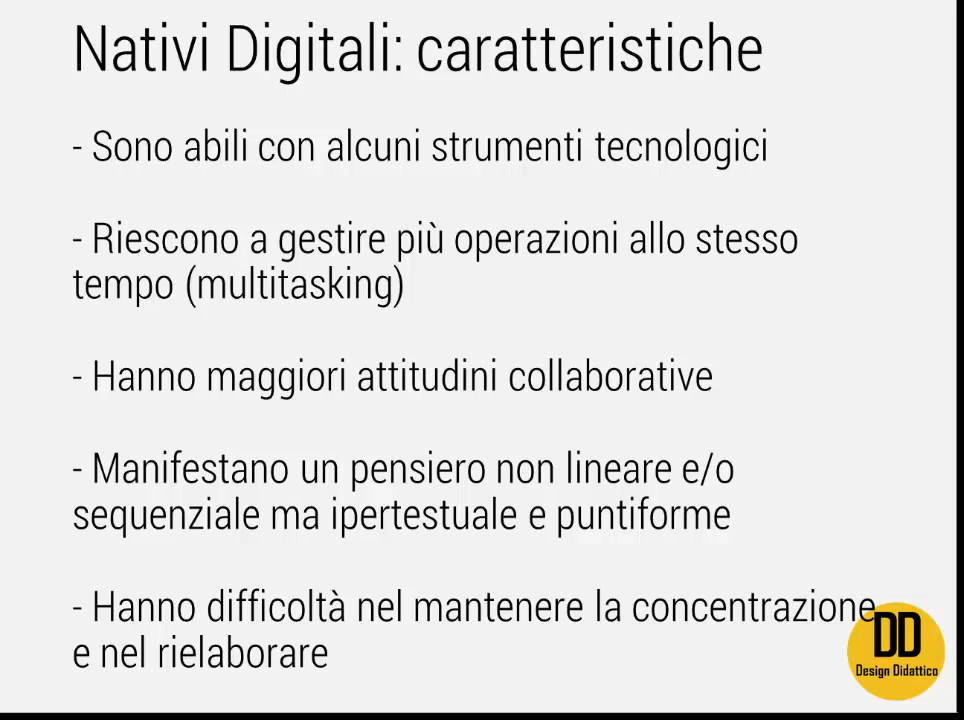 Nativi Digitali: caratteristiche
- Sono abili con alcuni strumenti tecnologici
- Riescono a gestire più operazioni allo stesso
tempo (multitasking)
- Hanno maggiori attitudini collaborative
- Manifestano un pensiero non lineare e/o
sequenziale ma ipertestuale e puntiforme
- Hanno difficoltà nel mantenere la concentrazione
e nel rielaborare
DD
Design Didattico